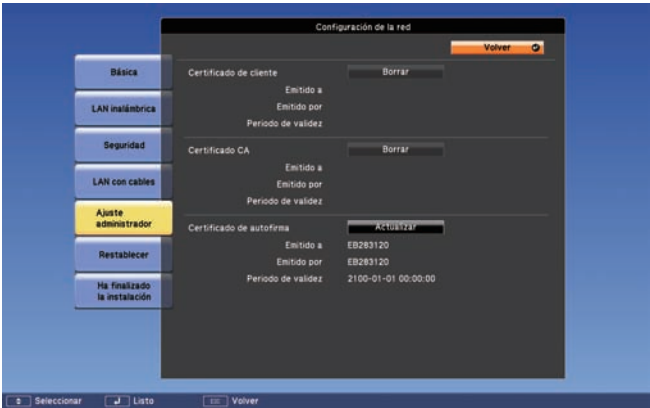 Configuración de la red
Volver
Básica
LAN inalámbrica
Seguridad
LAN con cables
Ajuste
administrador
Restablecer
Ha finalizado
la instalación
Certificado de cliente Borrar
Emitido a
Emitido por
Periodo de validez
Certificado CA Borrar
Emitido a
Emitido por
Periodo de validez
Certificado de autofirma Actualizar
Emitido a EB283120
Emitido por EB283120
Periodo de validez 2100-01-01 00:00:00
Seleccionar Listo Volver